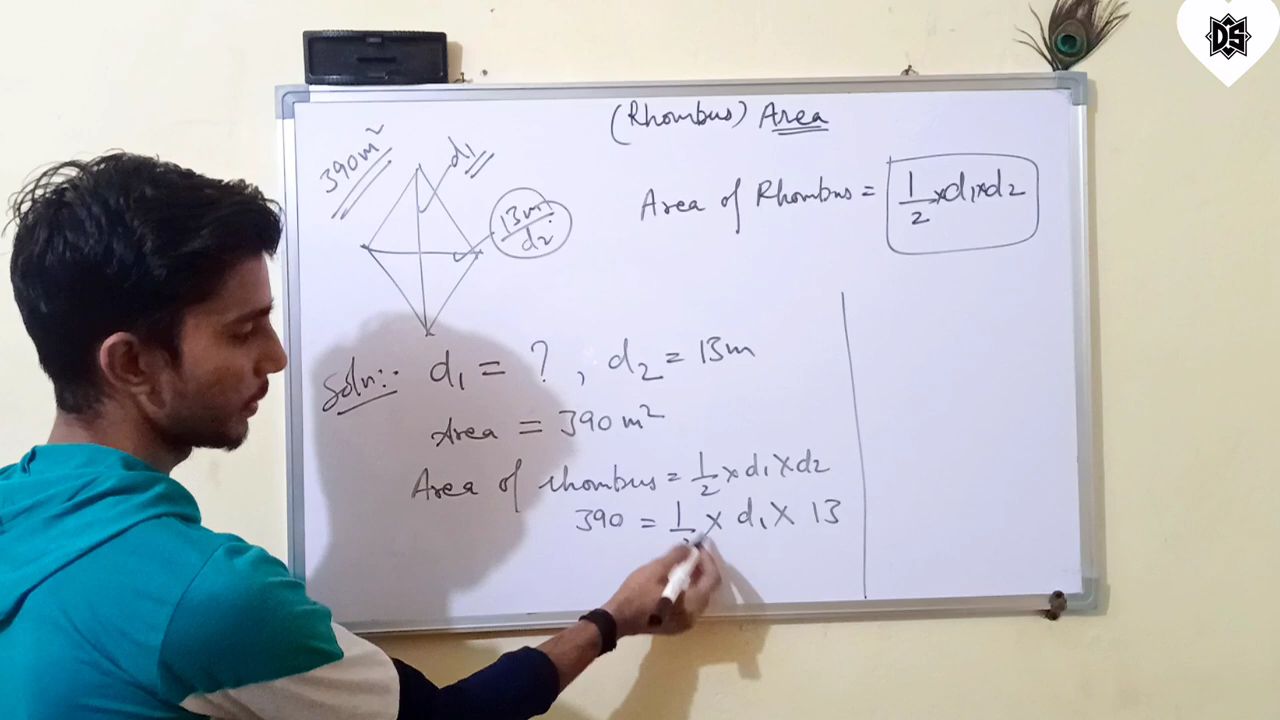 DS
(Rhombus) Area
390m²
d1
13m
d2
Area of Rhombus = 1/2 × d1 × d2
Soln:- d1 = ? , d2 = 13m
Area = 390 m²
Area of rhombus = 1/2 × d1 × d2
390 = 1/2 × d1 × 13